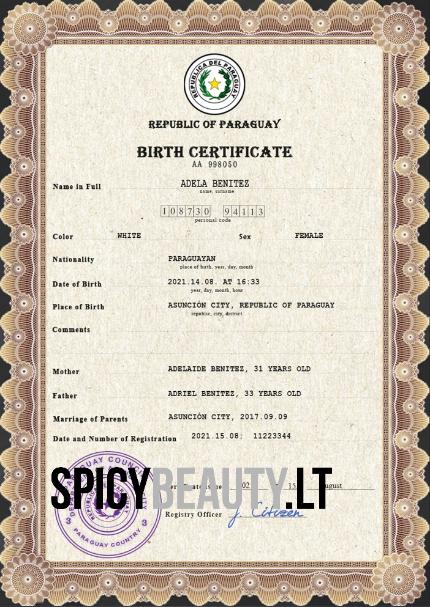 REPUBLICA DEL PARAGUAY
REPUBLIC OF PARAGUAY
BIRTH CERTIFICATE
AA 998050
Name in Full ADELA BENITEZ
name, surname
108730 94113
personal code
Color WHITE Sex FEMALE
Nationality PARAGUAYAN
place of birth, year, day, month
Date of Birth 2021.14.08. AT 16:33
year, day, month, hour
Place of Birth ASUNCIÓN CITY, REPUBLIC OF PARAGUAY
republic, city, district
Comments
Mother ADELAIDE BENITEZ, 31 YEARS OLD
Father ADRIEL BENITEZ, 33 YEARS OLD
Marriage of Parents ASUNCIÓN CITY, 2017.09.09
Date and Number of Registration 2021.15.08; 11223344
SPICYBEAUTY.LT
02 15
Registry Officer J. Citizen
PARAGUAY COUNTRY